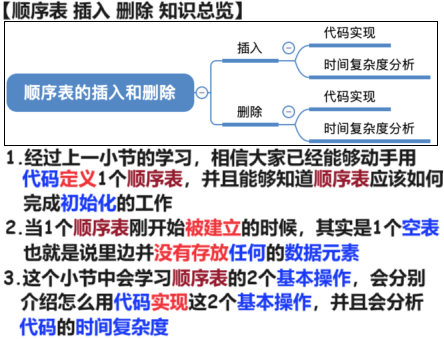 【顺序表 插入 删除 知识总览】
顺序表的插入和删除
插入
代码实现
时间复杂度分析
删除
代码实现
时间复杂度分析
1.经过上一小节的学习，相信大家已经能够动手用
代码定义1个顺序表，并且能够知道顺序表应该如何
完成初始化的工作
2.当1个顺序表刚开始被建立的时候，其实是1个空表
也就是说里边并没有存放任何的数据元素
3.这个小节中会学习顺序表的2个基本操作，会分别
介绍怎么用代码实现这2个基本操作，并且会分析
代码的时间复杂度